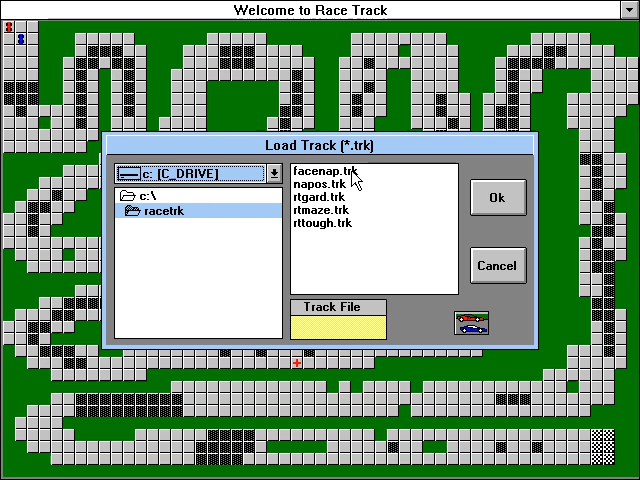 Welcome to Race Track
Load Track (*.trk)
c: [C_DRIVE]
c:\
racetrk
facenap.trk
napos.trk
rtgard.trk
rtmaze.trk
rttough.trk
Ok
Cancel
Track File